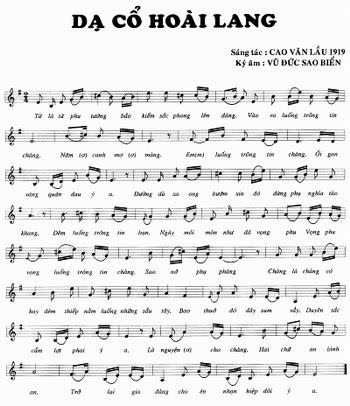 DẠ CỔ HOÀI LANG
Sáng tác : CAO VĂN LẦU 1919
Ký âm : VŨ ĐỨC SAO BIỂN
Từ là từ phu tướng bảo kiếm sắc phong lên đàng. Vào ra luống trông tin
chàng. Năm (ơ) canh mơ (ơ) màng. Em(m) luống trông tin chàng. Ôi gan
vàng quặn đau ý a. Đường dù xa ong bướm xin đó đừng phụ nghĩa tào
khang. Đêm luống trông tin bạn. Ngày mỏi mòn như đá vọng phu Vọng phu
vọng luống trông tin chàng. Sao nỡ phụ phàng Chàng là chàng có
hay đêm thiếp nằm luống những sầu tây. Bao thuở đó đây sum vầy. Duyên sắc
cầm lợt phai ý a. Là nguyện (ơ) cho chàng. Hai chữ an bình
an. Trở lại gia đàng cho én nhạn hiệp đôi ý a.